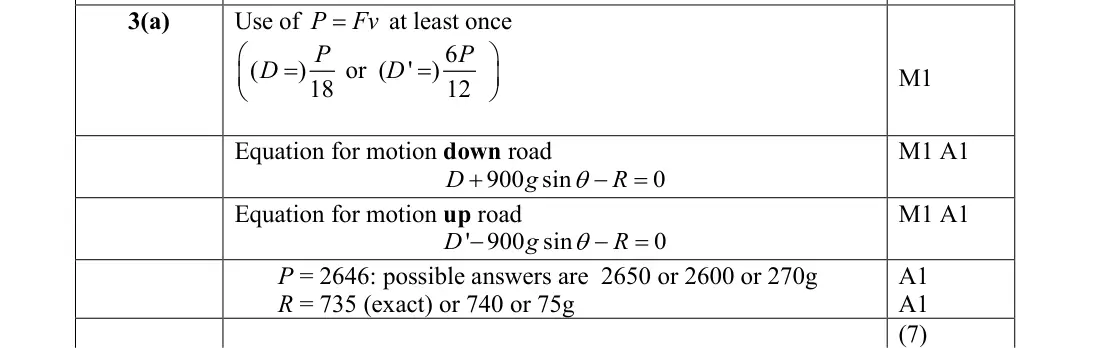 3(a) Use of P = Fv at least once
((D =) P/18 or (D' =) 6P/12) M1
Equation for motion down road M1 A1
D + 900g sin θ − R = 0
Equation for motion up road M1 A1
D'− 900g sin θ − R = 0
P = 2646: possible answers are 2650 or 2600 or 270g A1
R = 735 (exact) or 740 or 75g A1
(7)